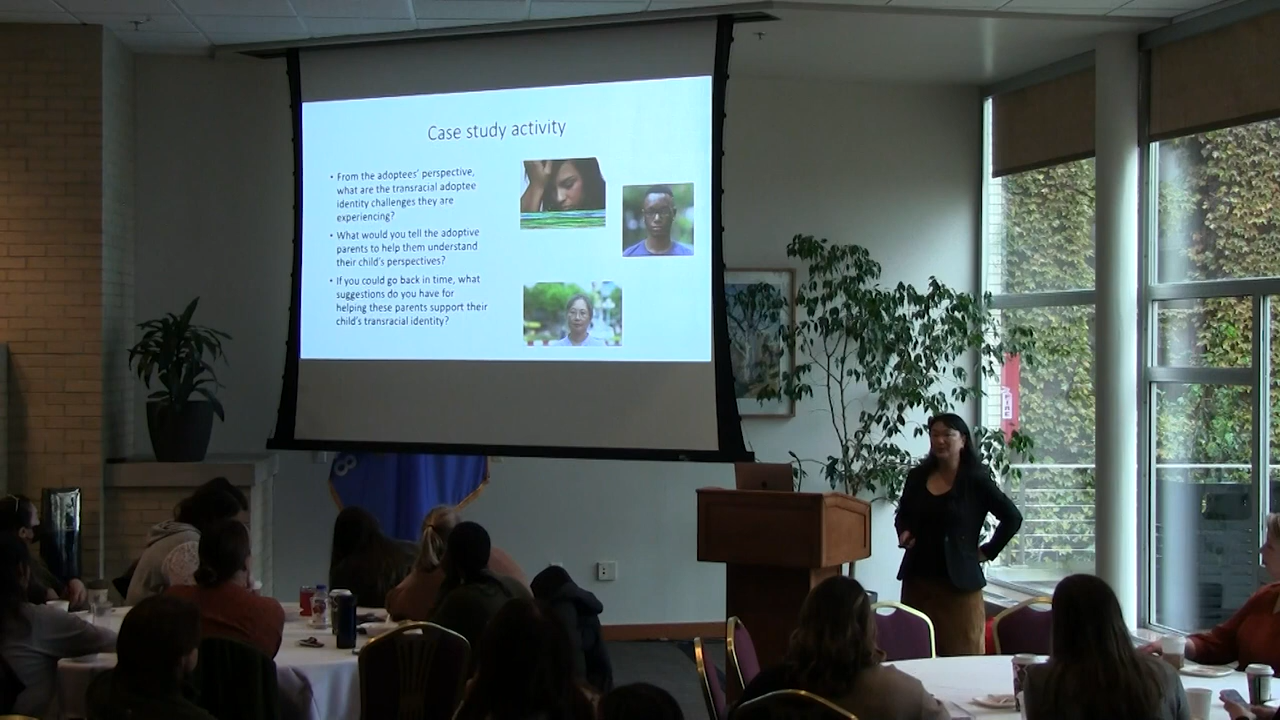 Case study activity
• From the adoptees' perspective,
what are the transracial adoptee
identity challenges they are
experiencing?
• What would you tell the adoptive
parents to help them understand
their child's perspectives?
• If you could go back in time, what
suggestions do you have for
helping these parents support their
child's transracial identity?
FIRE
8